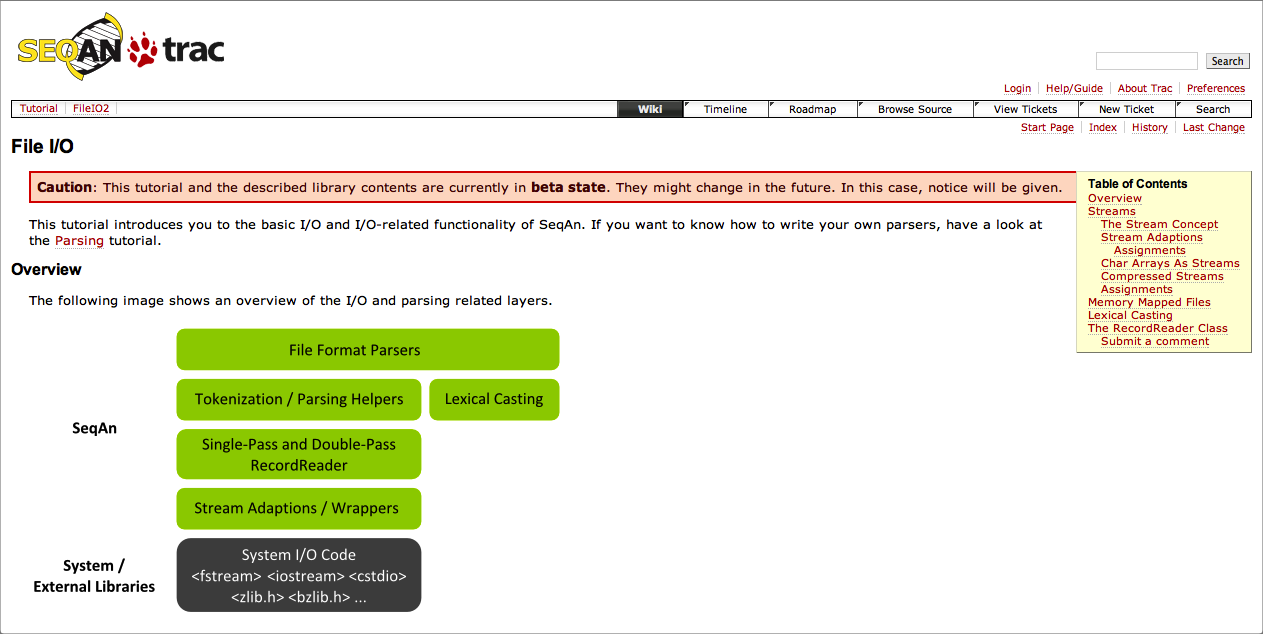 SEQAN trac
Search
Login Help/Guide About Trac Preferences
Tutorial FileIO2 Wiki Timeline Roadmap Browse Source View Tickets New Ticket Search
Start Page Index History Last Change
File I/O
Caution: This tutorial and the described library contents are currently in beta state. They might change in the future. In this case, notice will be given.
This tutorial introduces you to the basic I/O and I/O-related functionality of SeqAn. If you want to know how to write your own parsers, have a look at
the Parsing tutorial.
Table of Contents
Overview
Streams
The Stream Concept
Stream Adaptions
Assignments
Char Arrays As Streams
Compressed Streams
Assignments
Memory Mapped Files
Lexical Casting
The RecordReader Class
Submit a comment
Overview
The following image shows an overview of the I/O and parsing related layers.
File Format Parsers
Tokenization / Parsing Helpers Lexical Casting
SeqAn
Single-Pass and Double-Pass
RecordReader
Stream Adaptions / Wrappers
System /
External Libraries
System I/O Code
<fstream> <iostream> <cstdio>
<zlib.h> <bzlib.h> ...